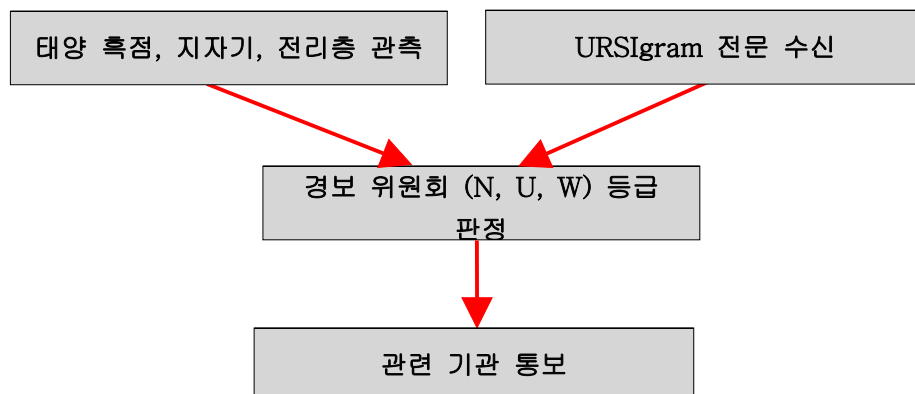 태양 흑점, 지자기, 전리층 관측
URSIgram 전문 수신
경보 위원회 (N, U, W) 등급
판정
관련 기관 통보